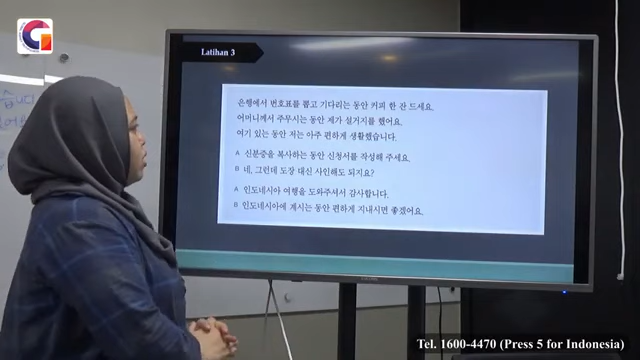 Latihan 3
은행에서 번호표를 뽑고 기다리는 동안 커피 한 잔 드세요.
어머니께서 주무시는 동안 제가 설거지를 했어요.
여기 있는 동안 저는 아주 편하게 생활했습니다.
A 신분증을 복사하는 동안 신청서를 작성해 주세요.
B 네, 그런데 도장 대신 사인해도 되지요?
A 인도네시아 여행을 도와주셔서 감사합니다.
B 인도네시아에 계시는 동안 편하게 지내시면 좋겠어요.
Tel. 1600-4470 (Press 5 for Indonesia)